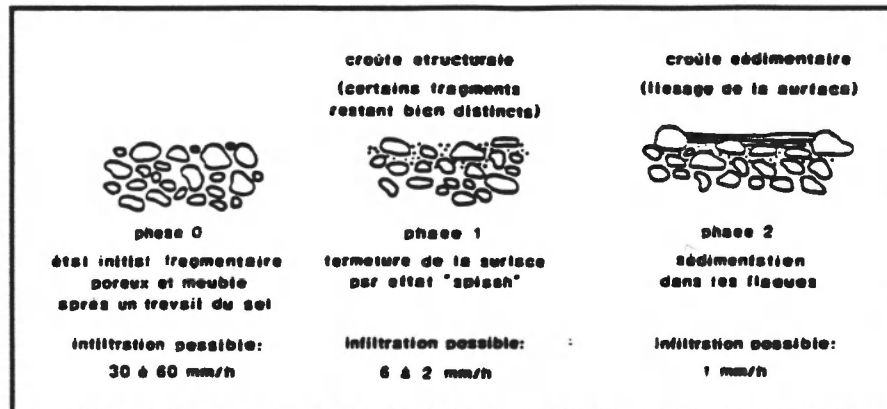 croûte structurale
(certains fragments
restant bien distincts)
croûte sédimentaire
(lissage de la surface)
phase 0
état initial fragmentaire
poreux et meuble
après un travail du sol
infiltration possible:
30 à 60 mm/h
phase 1
fermeture de la surface
par effet "splash"
infiltration possible:
6 à 2 mm/h
phase 2
sédimentation
dans les flaques
infiltration possible:
1 mm/h